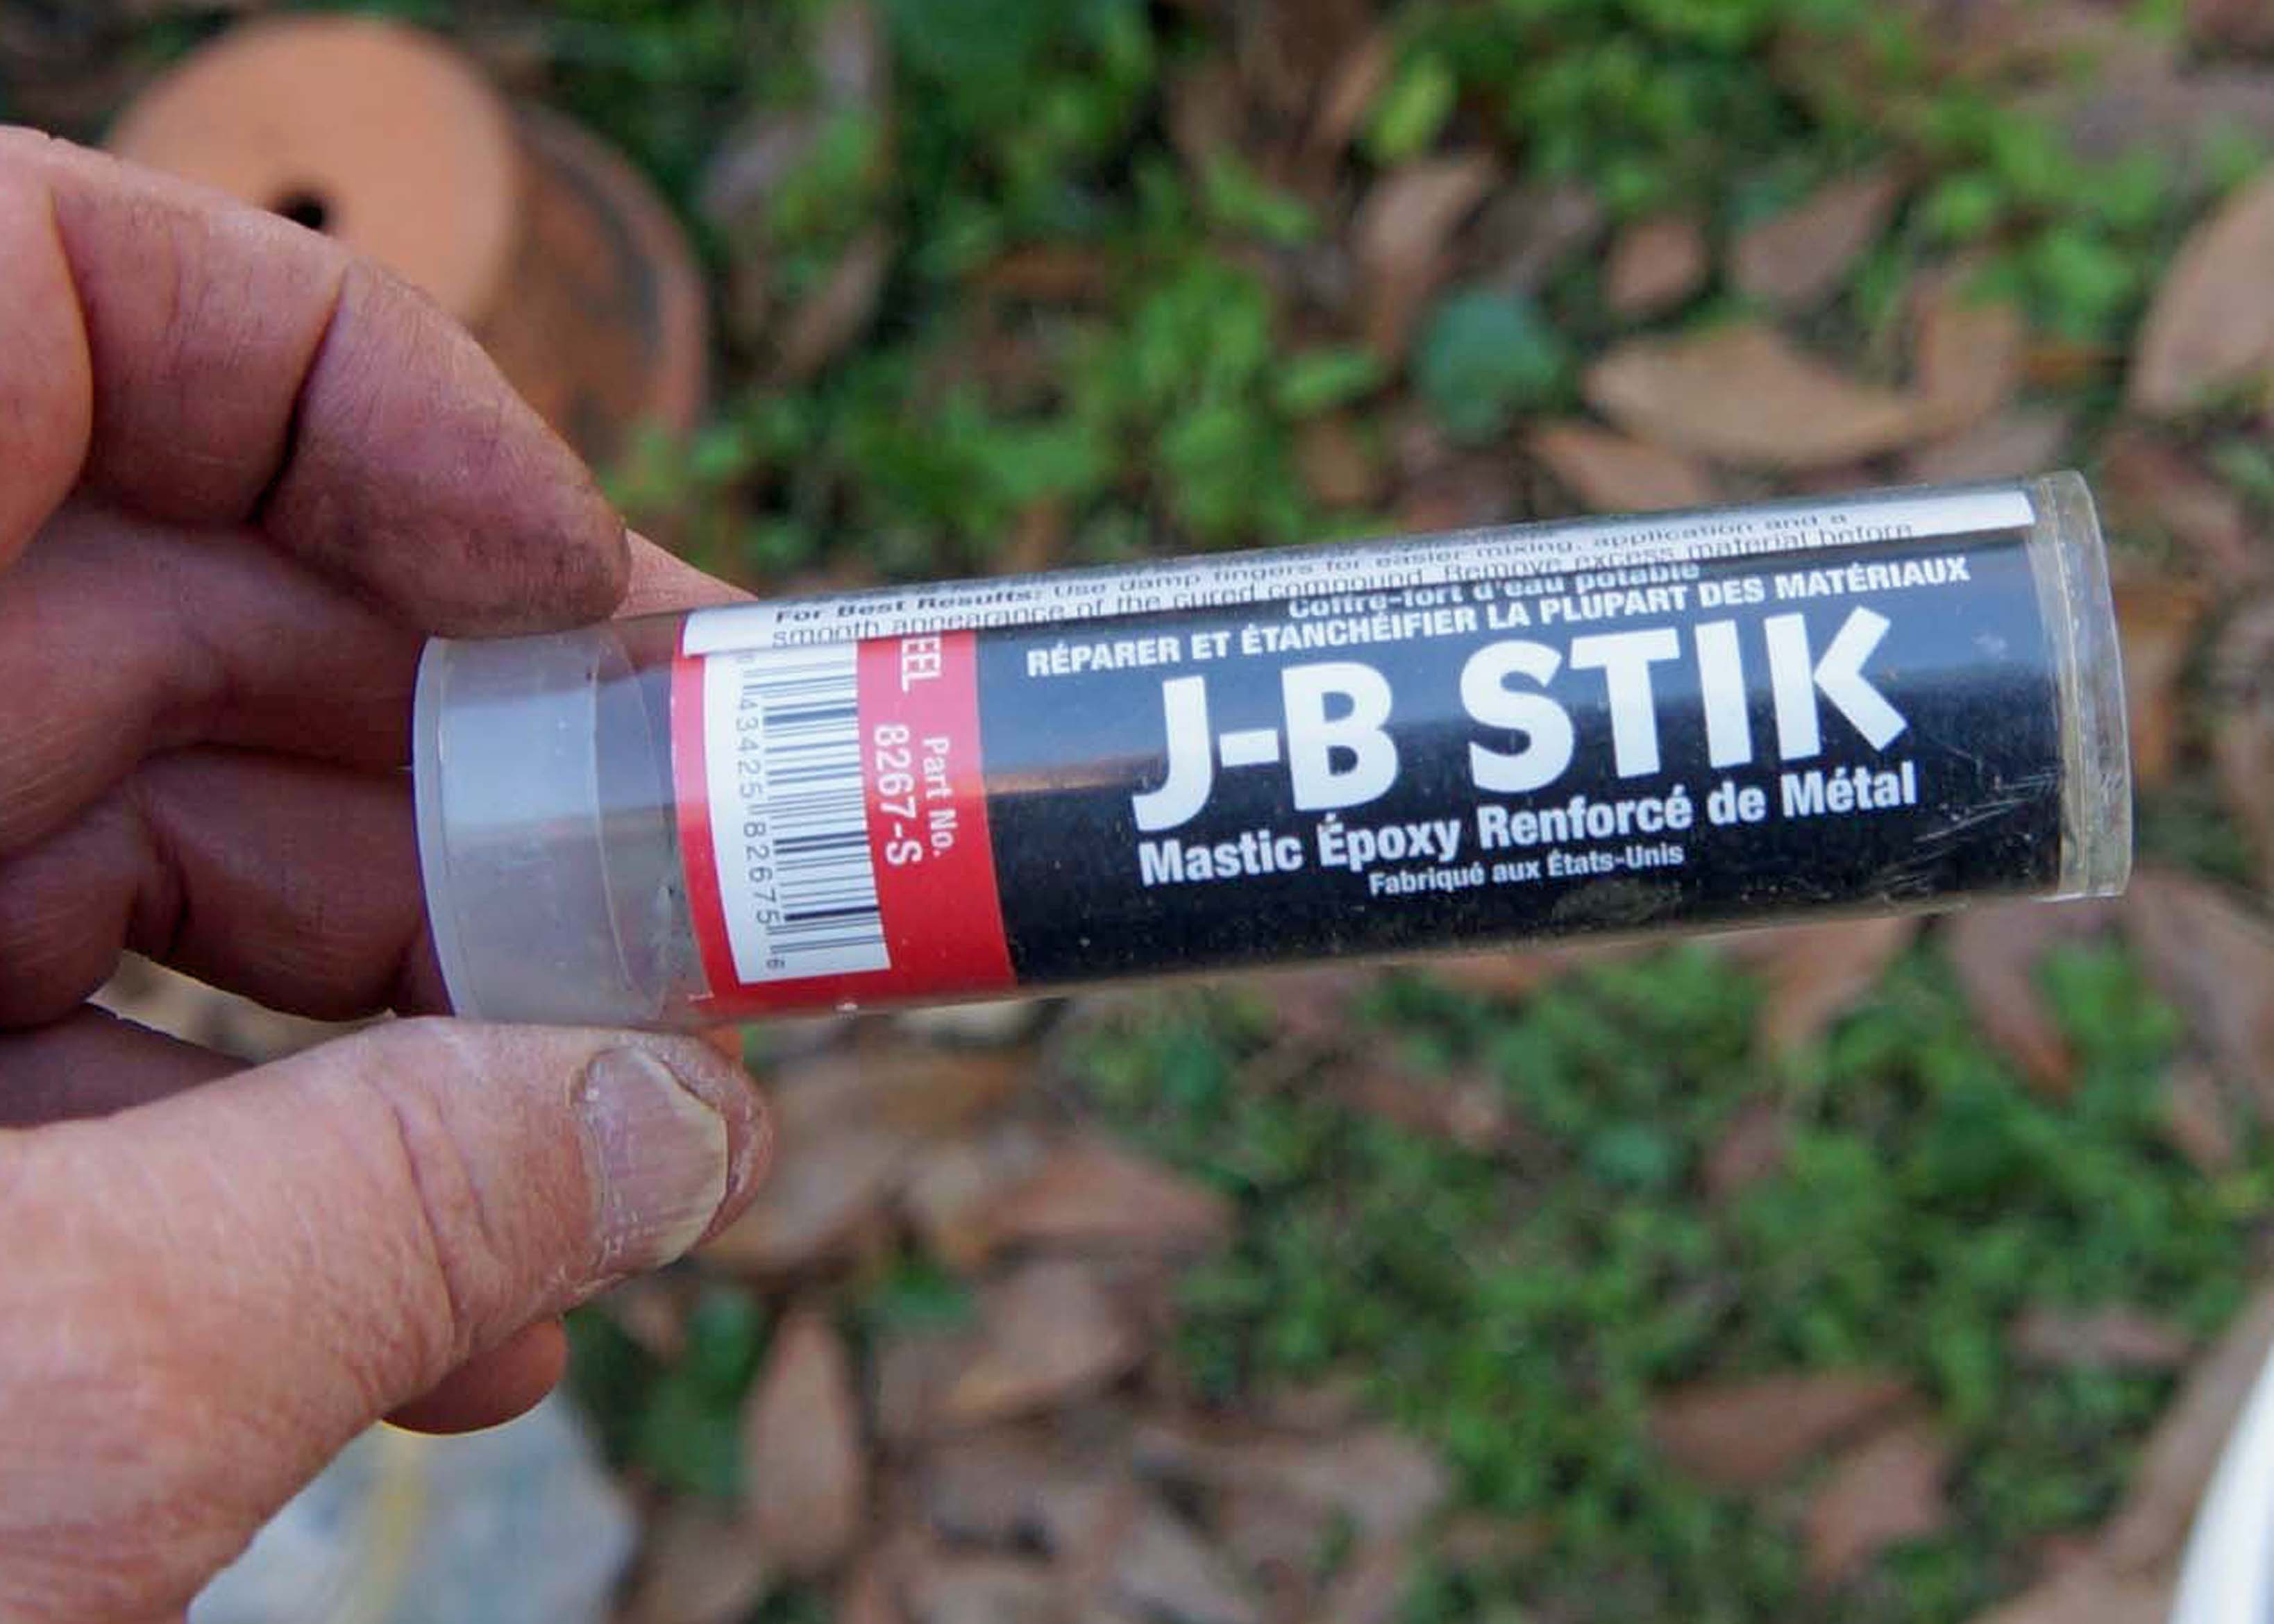 for easier mixing, application and a
For Best Results: Use damp fingers
smooth appearance of the cured compound. Remove excess material before
Coffre-fort d'eau potable
RÉPARER ET ÉTANCHÉIFIER LA PLUPART DES MATÉRIAUX
J-B STIK
Mastic Époxy Renforcé de Métal
Fabriqué aux États-Unis
Part No.
8267-S
43425 82675 6